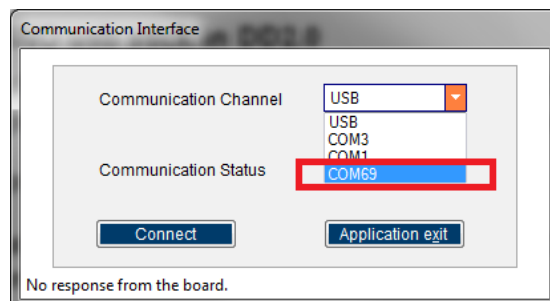 Communication Interface
Communication Channel
USB
USB
COM3
COM1
Communication Status
COM69
Connect
Application exit
No response from the board.